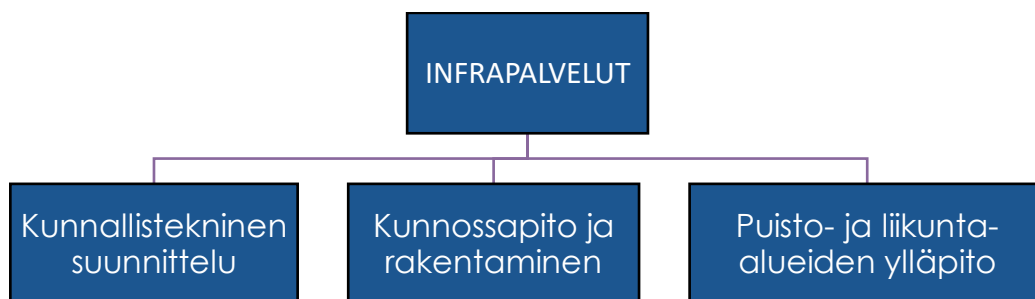 INFRAPALVELUT
Kunnallistekninen
suunnittelu
Kunnossapito ja
rakentaminen
Puisto- ja liikunta-
alueiden ylläpito